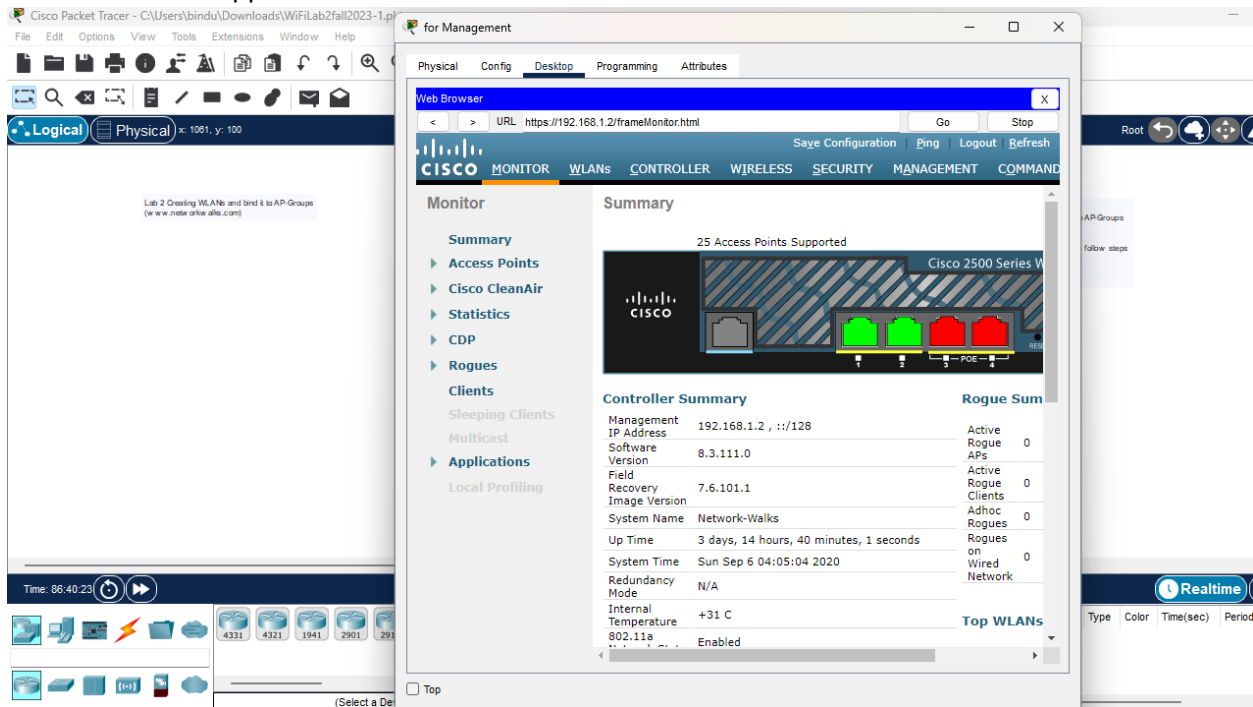 Cisco Packet Tracer - C:\Users\bindu\Downloads\WiFiLab2fall2023-1.pk
File Edit Options View Tools Extensions Window Help
Logical Physical x: 1081, y: 100
Root
Lab 2 Creating WLANs and bind it to AP-Groups
(www.networkwalks.com)
AP-Groups
follow steps
for Management
Physical Config Desktop Programming Attributes
Web Browser
X
< > URL https://192.168.1.2/frameMonitor.html Go Stop
Save Configuration Ping Logout Refresh
CISCO MONITOR WLANs CONTROLLER WIRELESS SECURITY MANAGEMENT COMMAND
Monitor
Summary
Access Points
Cisco CleanAir
Statistics
CDP
Rogues
Clients
Sleeping Clients
Multicast
Applications
Local Profiling
Summary
25 Access Points Supported
Cisco 2500 Series W
CISCO
1 2 3 POE 4
Controller Summary
Management IP Address 192.168.1.2 , ::/128
Software Version 8.3.111.0
Field Recovery Image Version 7.6.101.1
System Name Network-Walks
Up Time 3 days, 14 hours, 40 minutes, 1 seconds
System Time Sun Sep 6 04:05:04 2020
Redundancy Mode N/A
Internal Temperature +31 C
802.11a Enabled
Rogue Sum
Active Rogue APs 0
Active Rogue Clients 0
Adhoc Rogues 0
Rogues on Wired Network 0
Top WLANs
Top
Time: 86:40:23
Realtime
4331 4321 1941 2901 291
Type Color Time(sec) Period
(Select a De